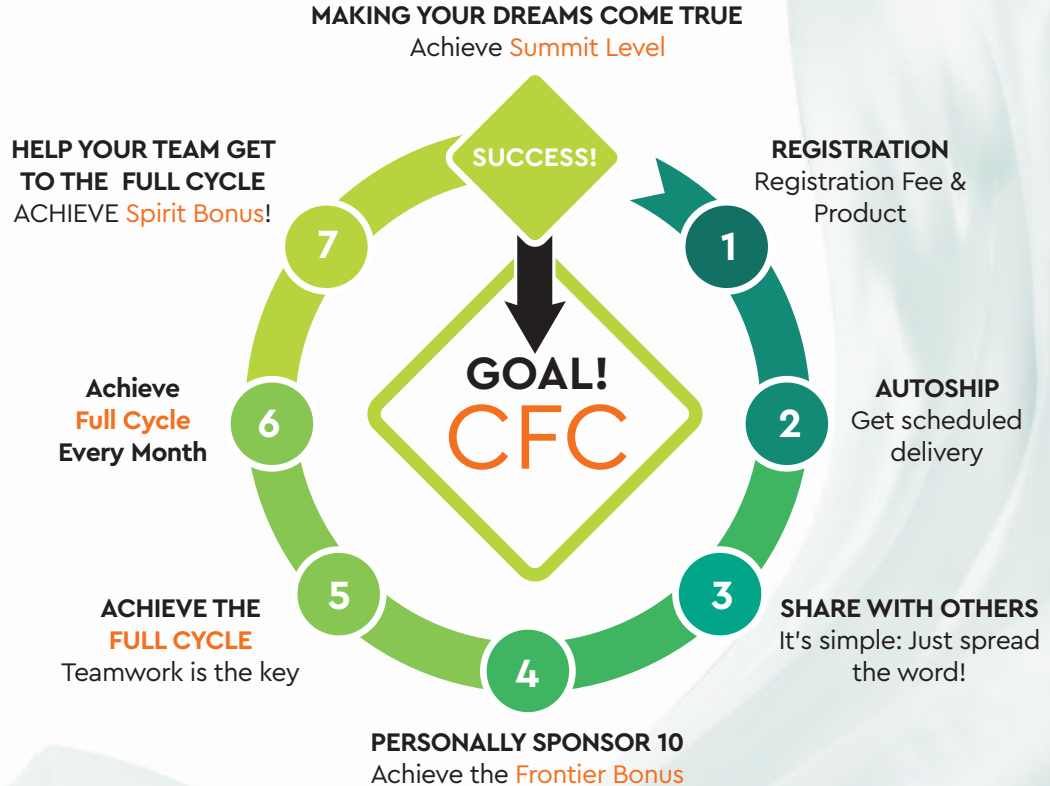 MAKING YOUR DREAMS COME TRUE
Achieve Summit Level
SUCCESS!
REGISTRATION
Registration Fee &
Product
1
AUTOSHIP
Get scheduled
delivery
2
SHARE WITH OTHERS
It's simple: Just spread
the word!
3
PERSONALLY SPONSOR 10
Achieve the Frontier Bonus
4
ACHIEVE THE
FULL CYCLE
Teamwork is the key
5
Achieve
Full Cycle
Every Month
6
HELP YOUR TEAM GET
TO THE FULL CYCLE
ACHIEVE Spirit Bonus!
7
GOAL!
CFC